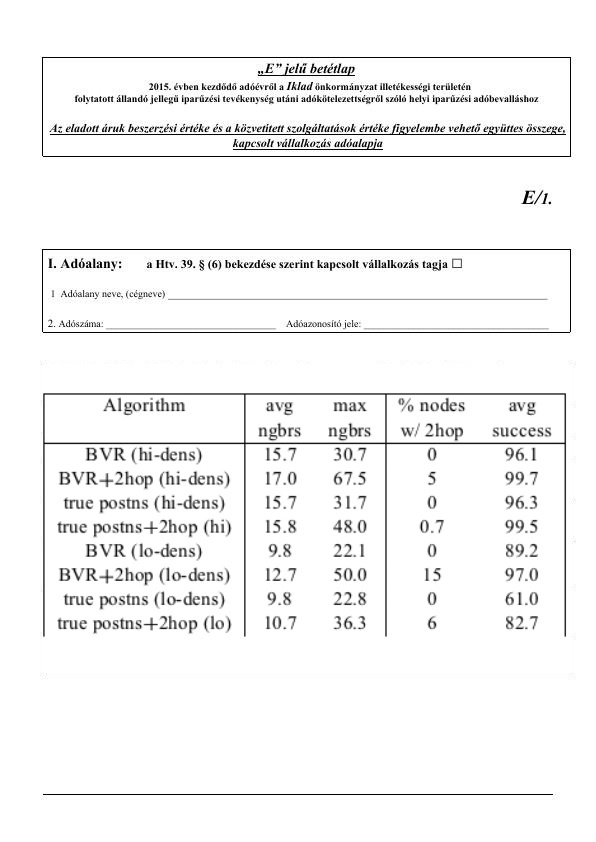 „E” jelű betétlap
2015. évben kezdődő adóévről a Iklad önkormányzat illetékességi területén
folytatott állandó jellegű iparűzési tevékenység utáni adókötelezettségről szóló helyi iparűzési adóbevalláshoz
Az eladott áruk beszerzési értéke és a közvetített szolgáltatások értéke figyelembe vehető együttes összege,
kapcsolt vállalkozás adóalapja
E/1.
I. Adóalany: a Htv. 39. § (6) bekezdése szerint kapcsolt vállalkozás tagja ☐
1 Adóalany neve, (cégneve)
2. Adószáma: Adóazonosító jele:
Algorithm avg max % nodes avg
ngbrs ngbrs w/ 2hop success
BVR (hi-dens) 15.7 30.7 0 96.1
BVR+2hop (hi-dens) 17.0 67.5 5 99.7
true postns (hi-dens) 15.7 31.7 0 96.3
true postns+2hop (hi) 15.8 48.0 0.7 99.5
BVR (lo-dens) 9.8 22.1 0 89.2
BVR+2hop (lo-dens) 12.7 50.0 15 97.0
true postns (lo-dens) 9.8 22.8 0 61.0
true postns+2hop (lo) 10.7 36.3 6 82.7